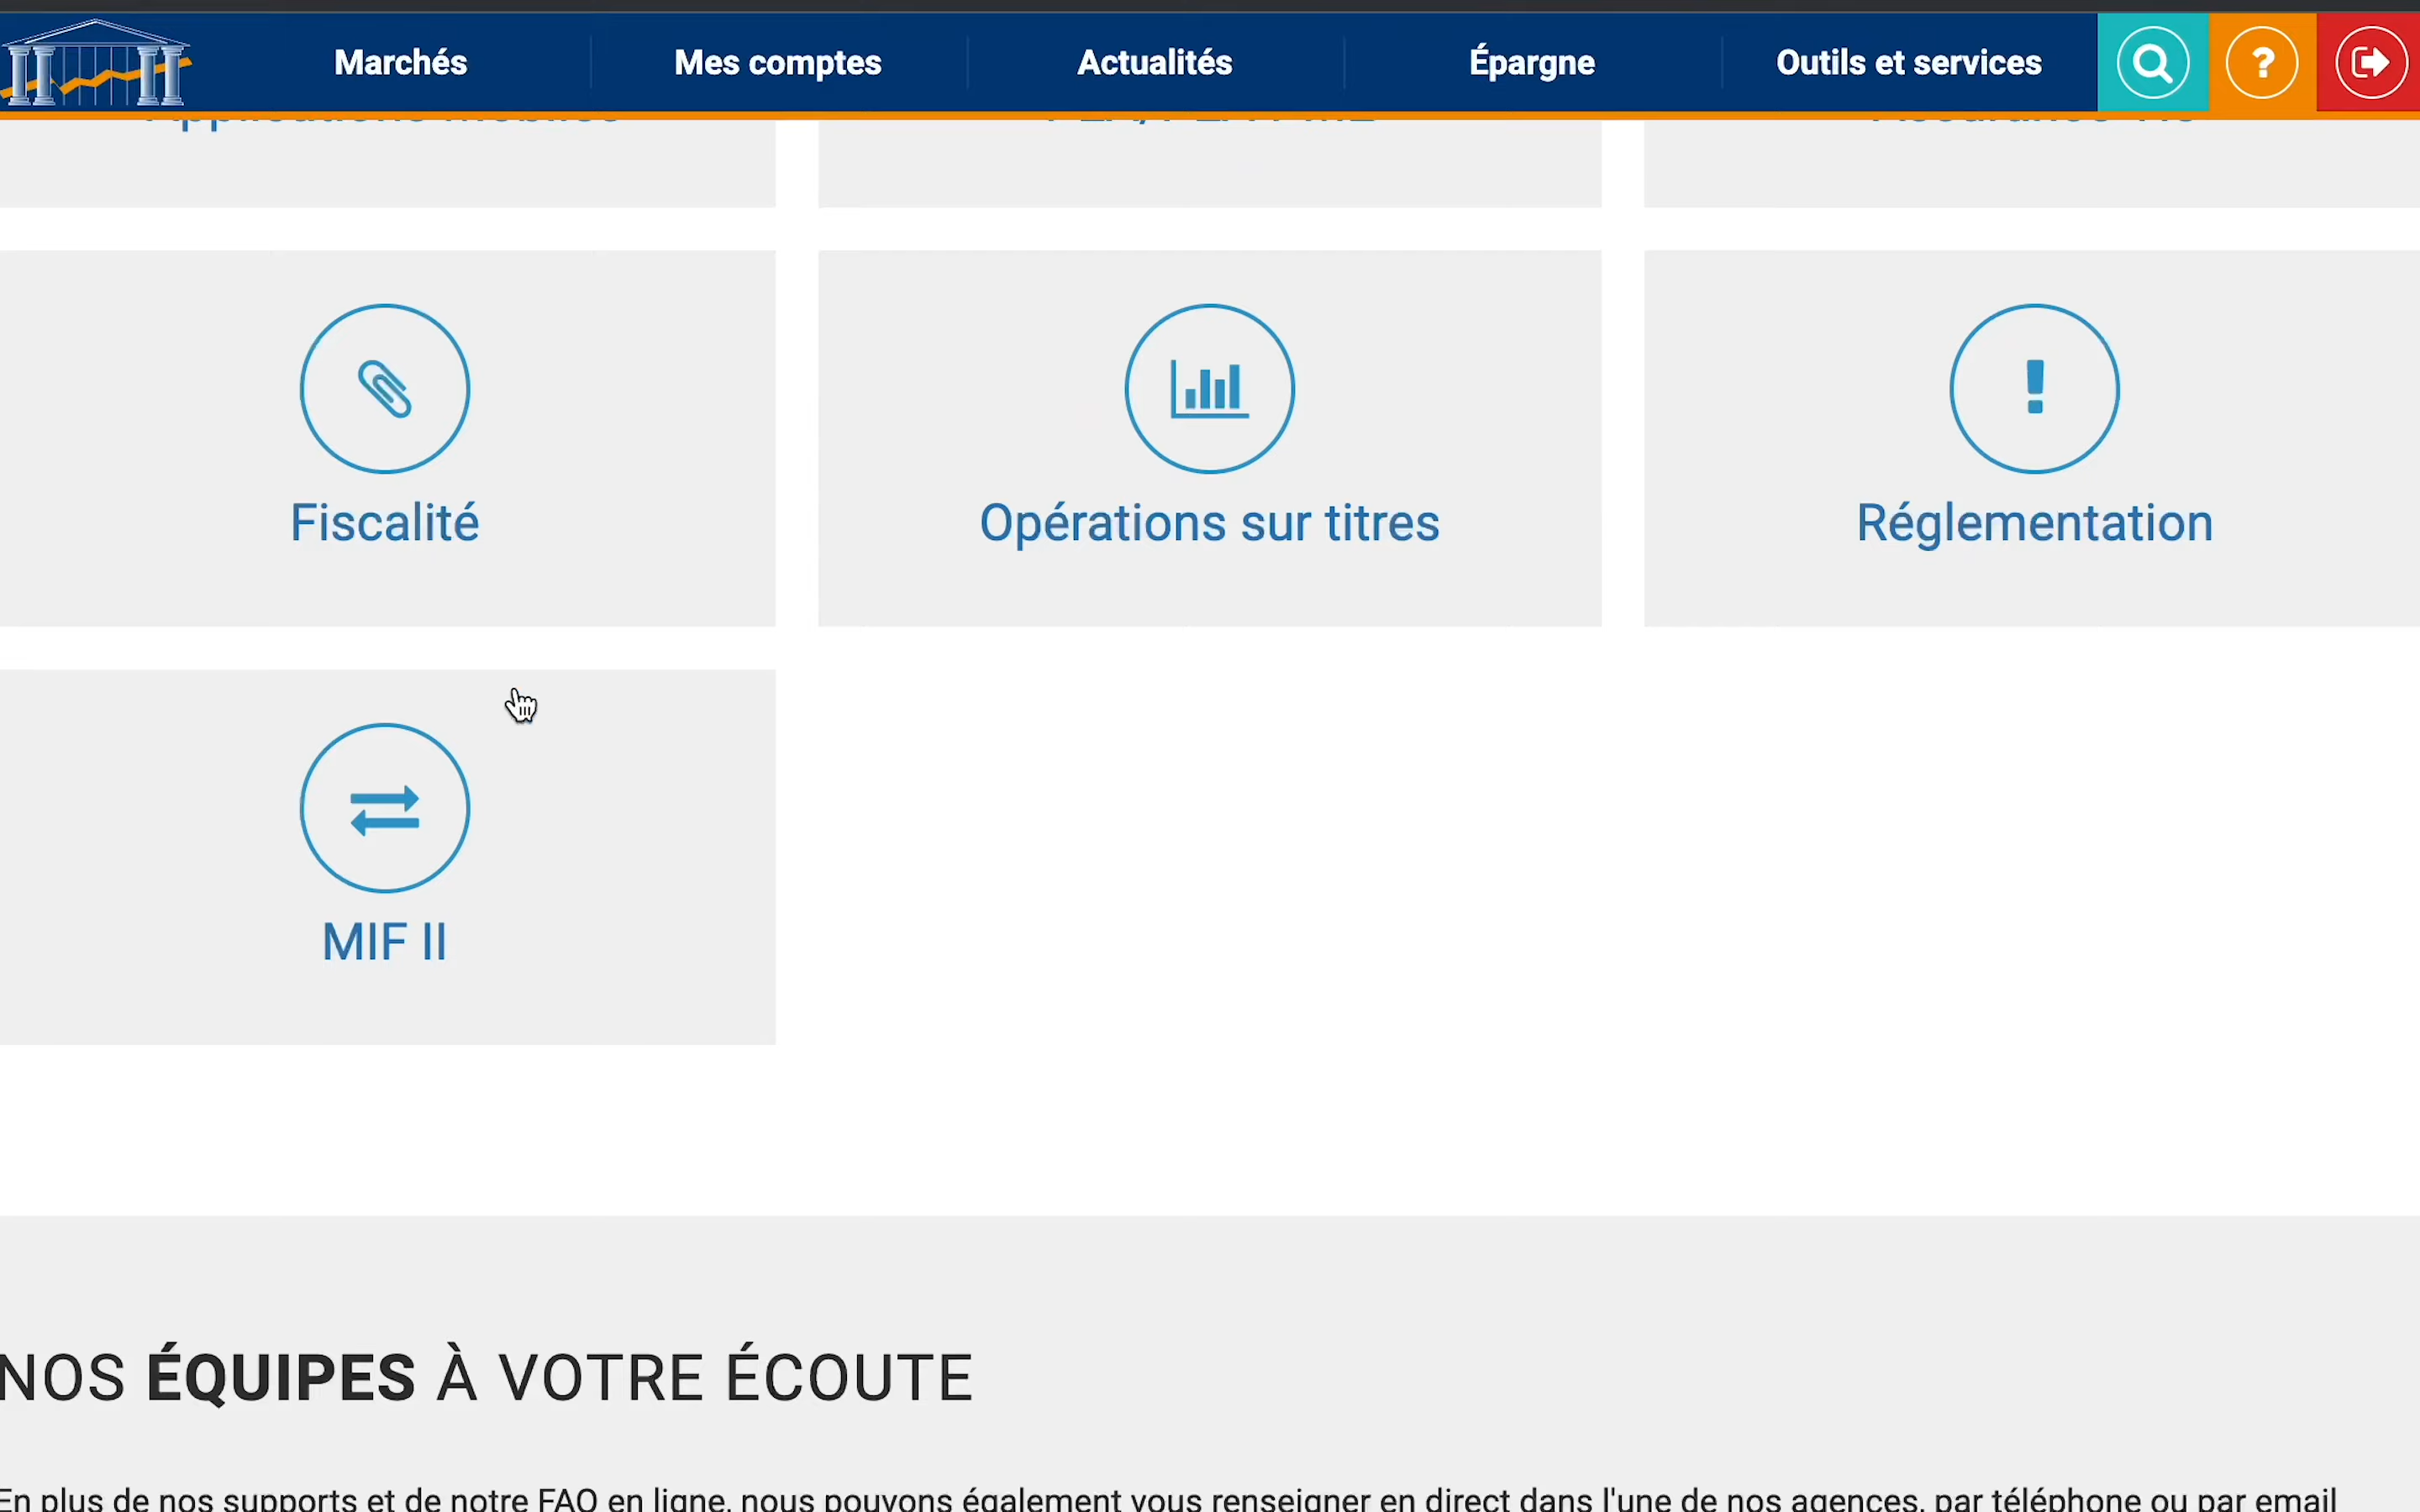 Marchés Mes comptes Actualités Épargne Outils et services ?
Fiscalité Opérations sur titres Réglementation
MIF II
NOS ÉQUIPES À VOTRE ÉCOUTE
En plus de nos supports et de notre FAQ en ligne, nous pouvons également vous renseigner en direct dans l'une de nos agences, par téléphone ou par email